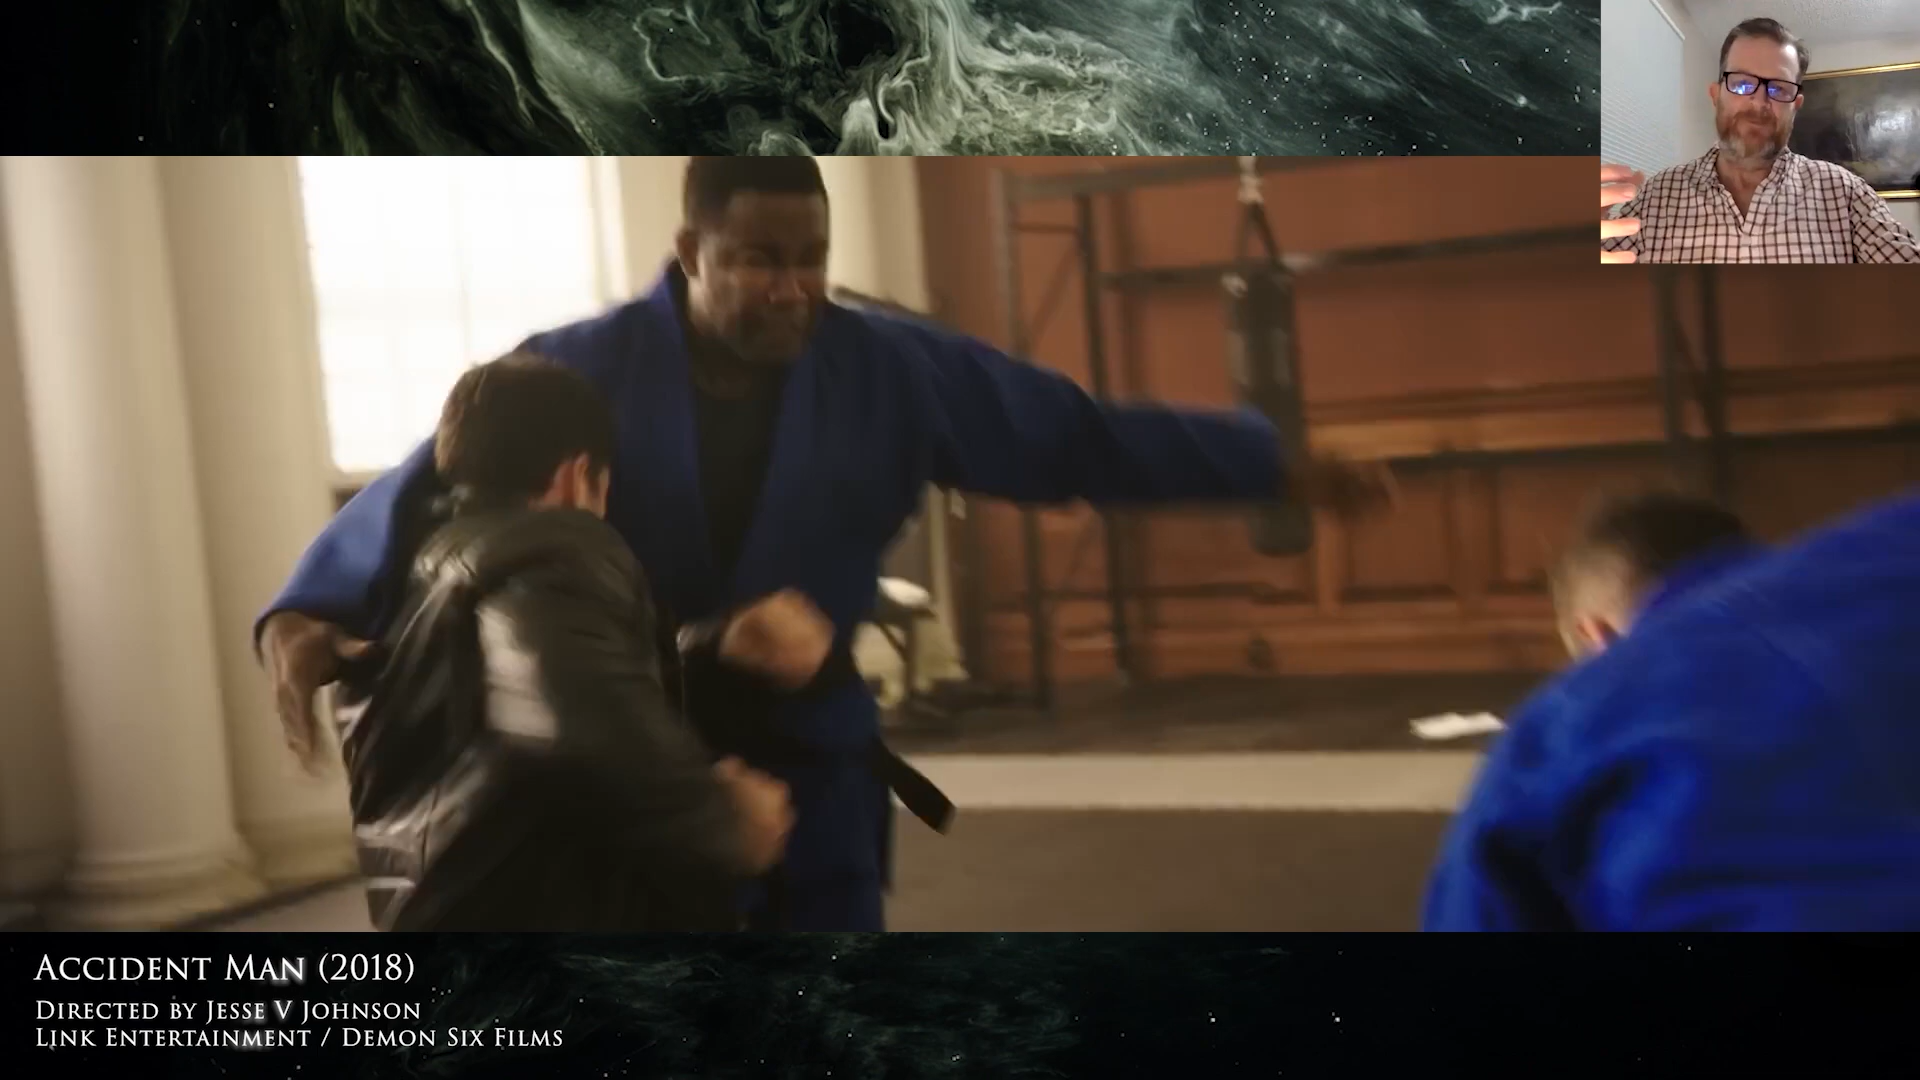 Accident Man (2018)
Directed by Jesse V Johnson
Link Entertainment / Demon Six Films